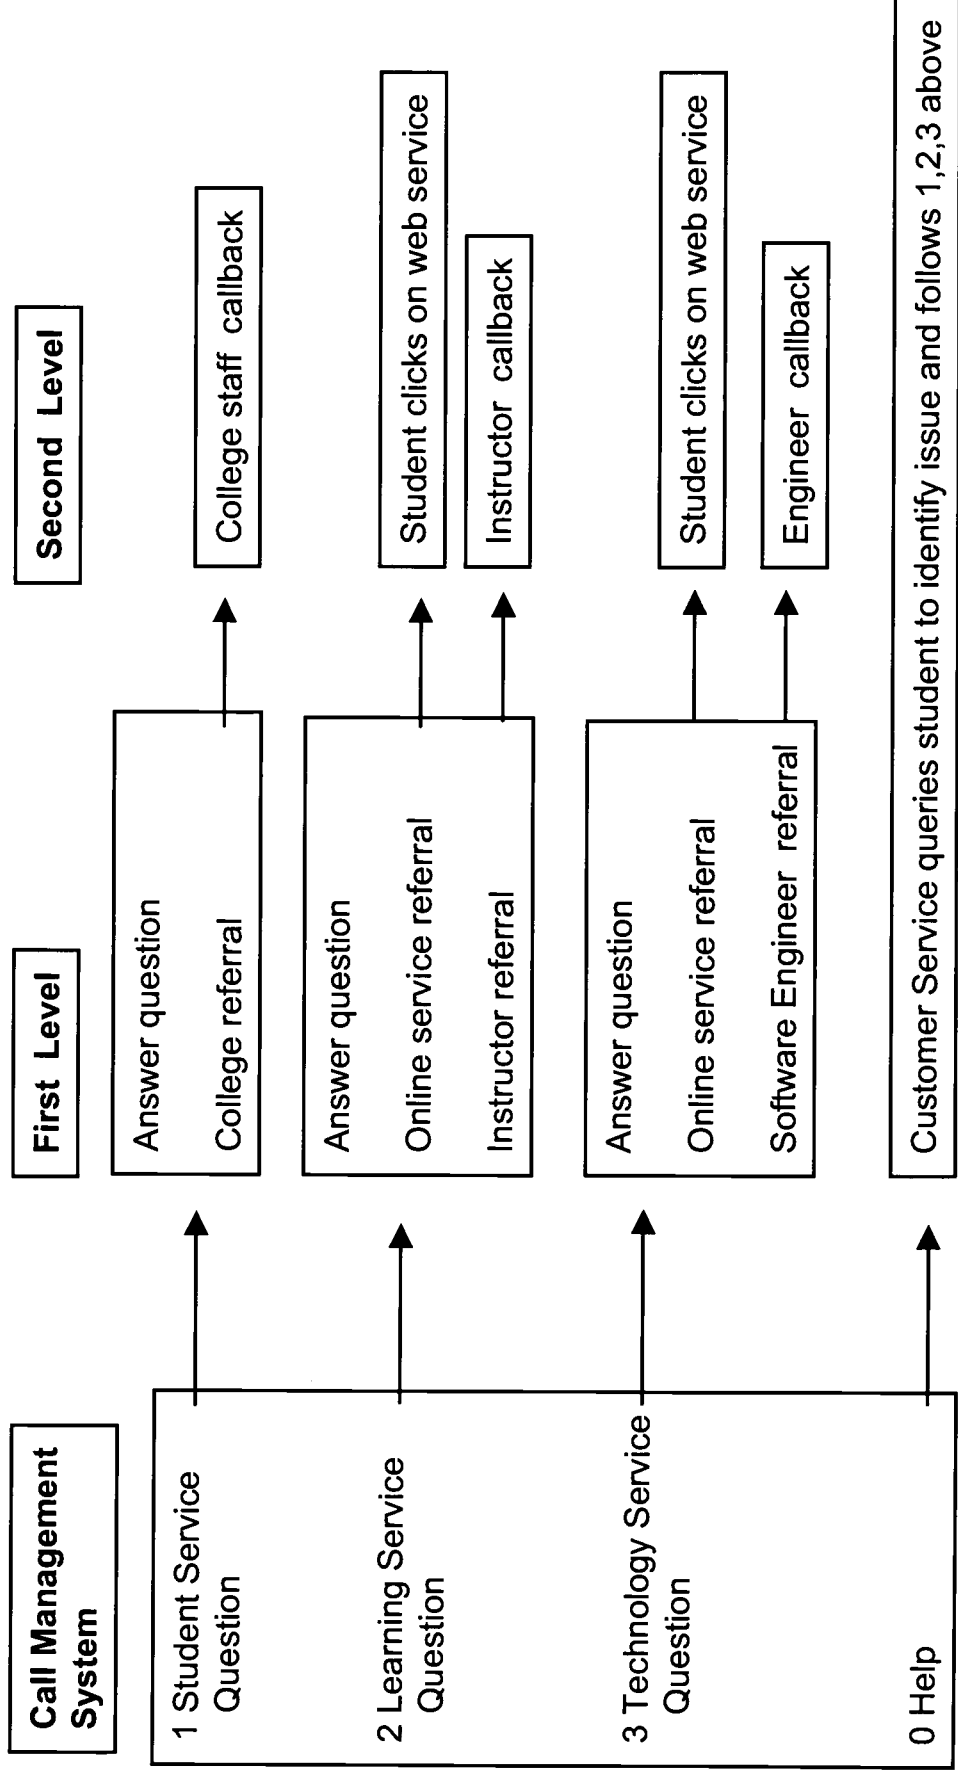 Call Management
System
First Level
Second Level
1 Student Service
Question
Answer question
College referral
College staff callback
2 Learning Service
Question
Answer question
Online service referral
Instructor referral
Student clicks on web service
Instructor callback
3 Technology Service
Question
Answer question
Online service referral
Software Engineer referral
Student clicks on web service
Engineer callback
0 Help
Customer Service queries student to identify issue and follows 1,2,3 above